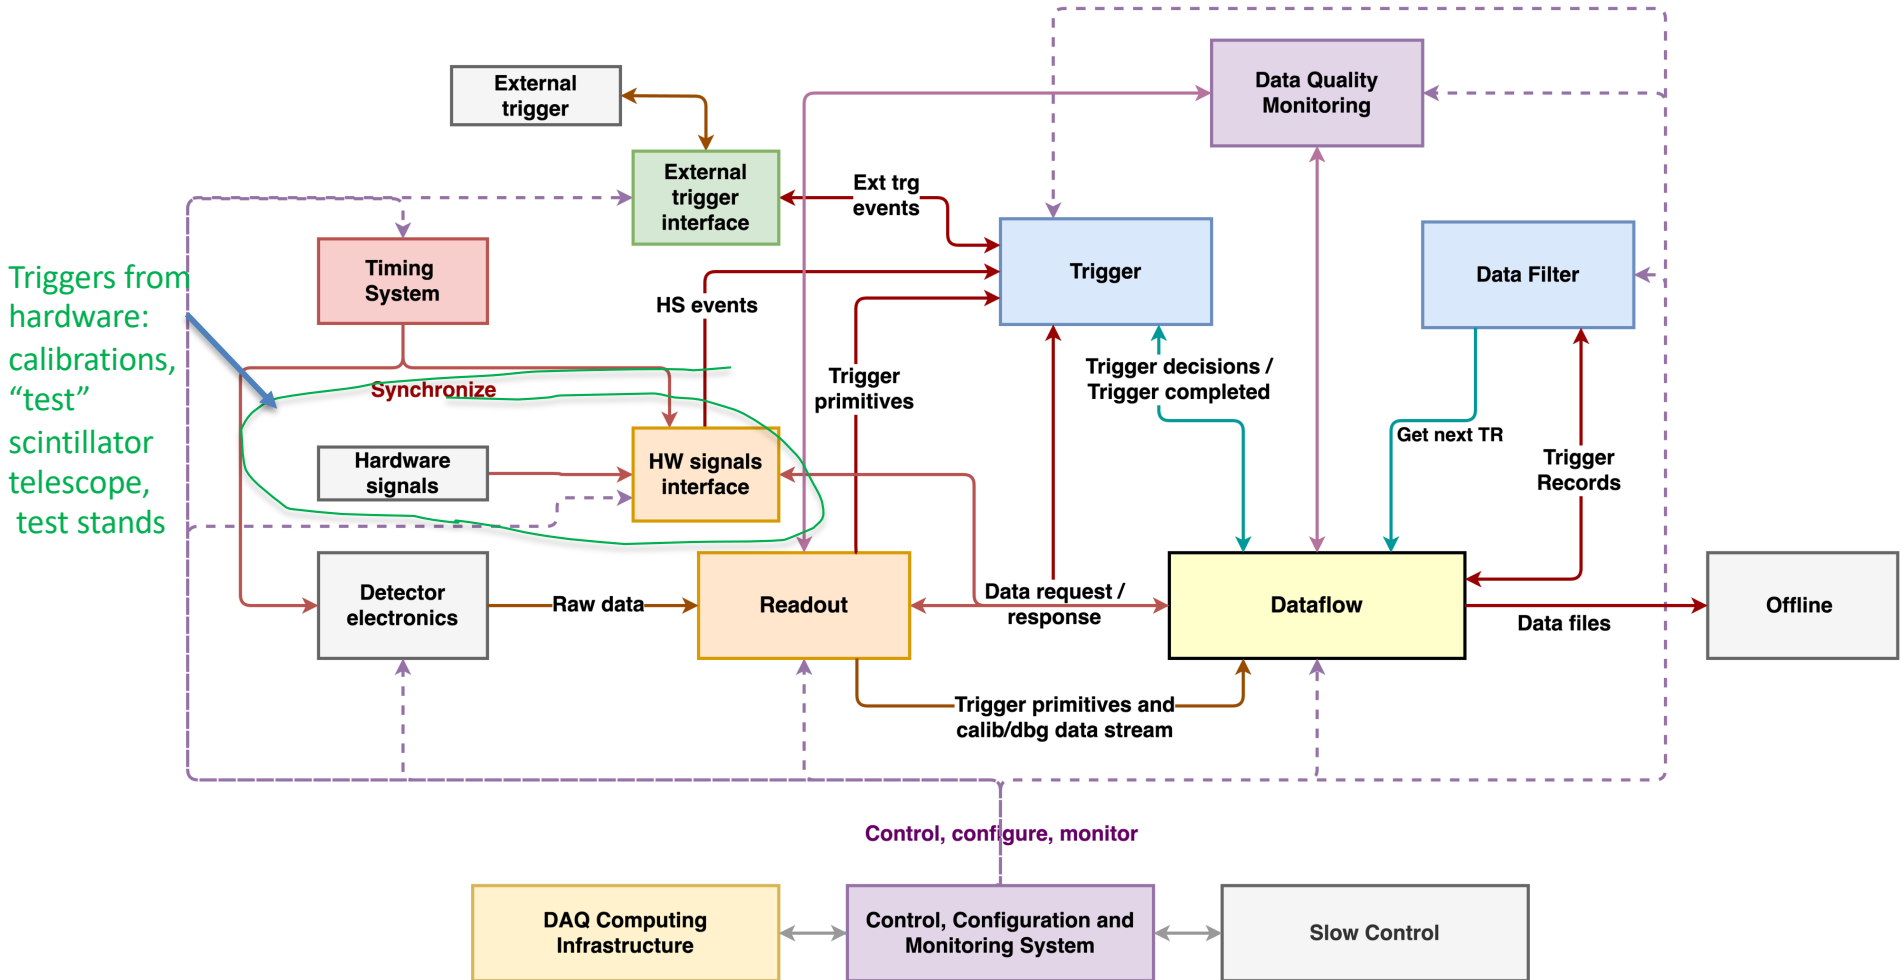 Data Quality
Monitoring
External
trigger
External
trigger
interface
Ext trg
events
Trigger
Data Filter
Timing
System
Triggers from
hardware:
calibrations,
“test”
scintillator
telescope,
test stands
HS events
Synchronize
Trigger
primitives
Trigger decisions /
Trigger completed
Get next TR
Trigger
Records
Hardware
signals
HW signals
interface
Detector
electronics
Raw data
Readout
Data request /
response
Dataflow
Data files
Offline
Trigger primitives and
calib/dbg data stream
Control, configure, monitor
DAQ Computing
Infrastructure
Control, Configuration and
Monitoring System
Slow Control